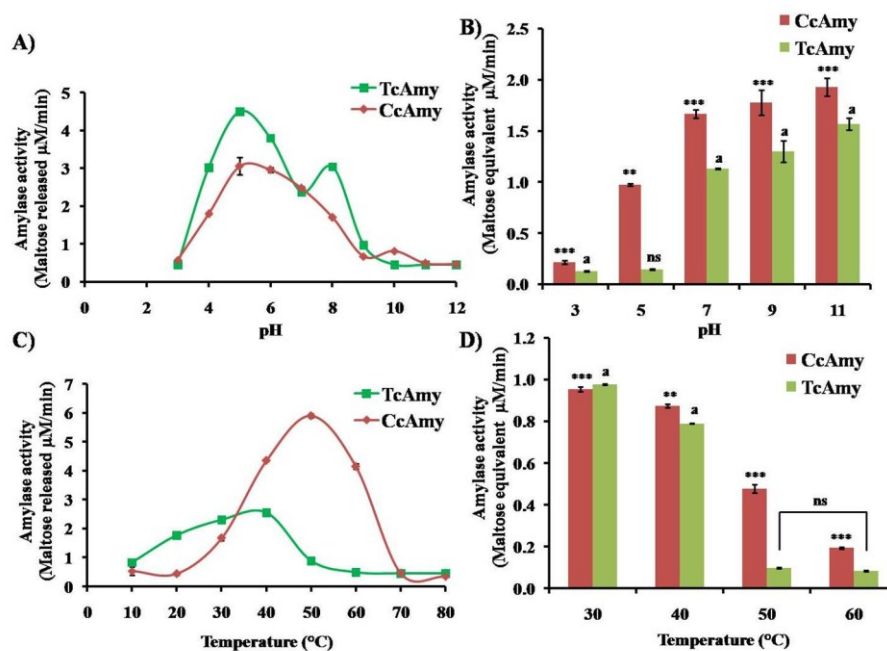 A)
Amylase activity
(Maltose released µM/min)
5
4
3
2
1
0
TcAmy
CcAmy
0 2 4 6 8 10 12
pH
B)
Amylase activity
(Maltose equivalent µM/min)
2.5
2.0
1.5
1.0
0.5
0.0
CcAmy
TcAmy
*** a
** ns
*** a
*** a
*** a
3 5 7 9 11
pH
C)
Amylase activity
(Maltose released µM/min)
7
6
5
4
3
2
1
0
TcAmy
CcAmy
0 10 20 30 40 50 60 70 80
Temperature (°C)
D)
Amylase activity
(Maltose equivalent µM/min)
1.2
1.0
0.8
0.6
0.4
0.2
0.0
CcAmy
TcAmy
*** a
** a
***
ns
***
30 40 50 60
Temperature (°C)